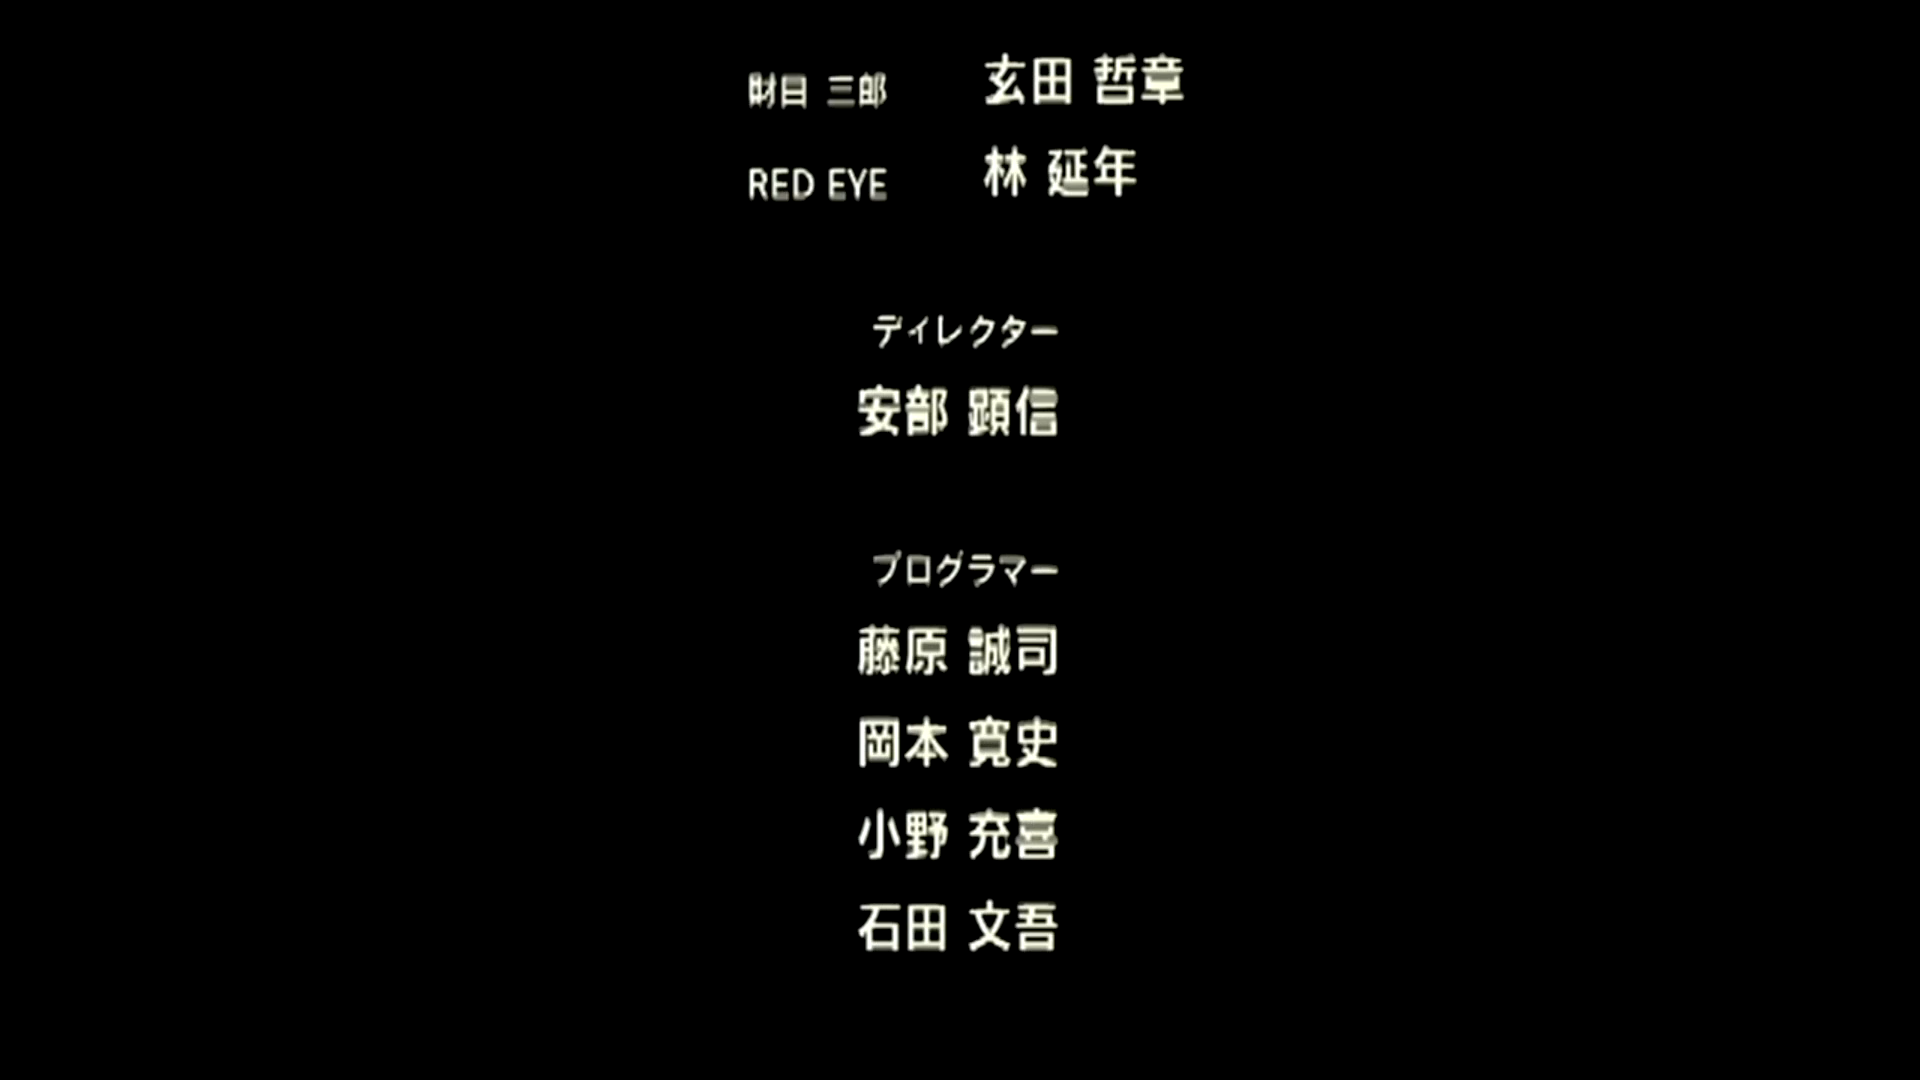 財目 三郎 玄田 哲章
RED EYE 林 延年
ディレクター
安部 顕信
プログラマー
藤原 誠司
岡本 寛史
小野 充喜
石田 文吾